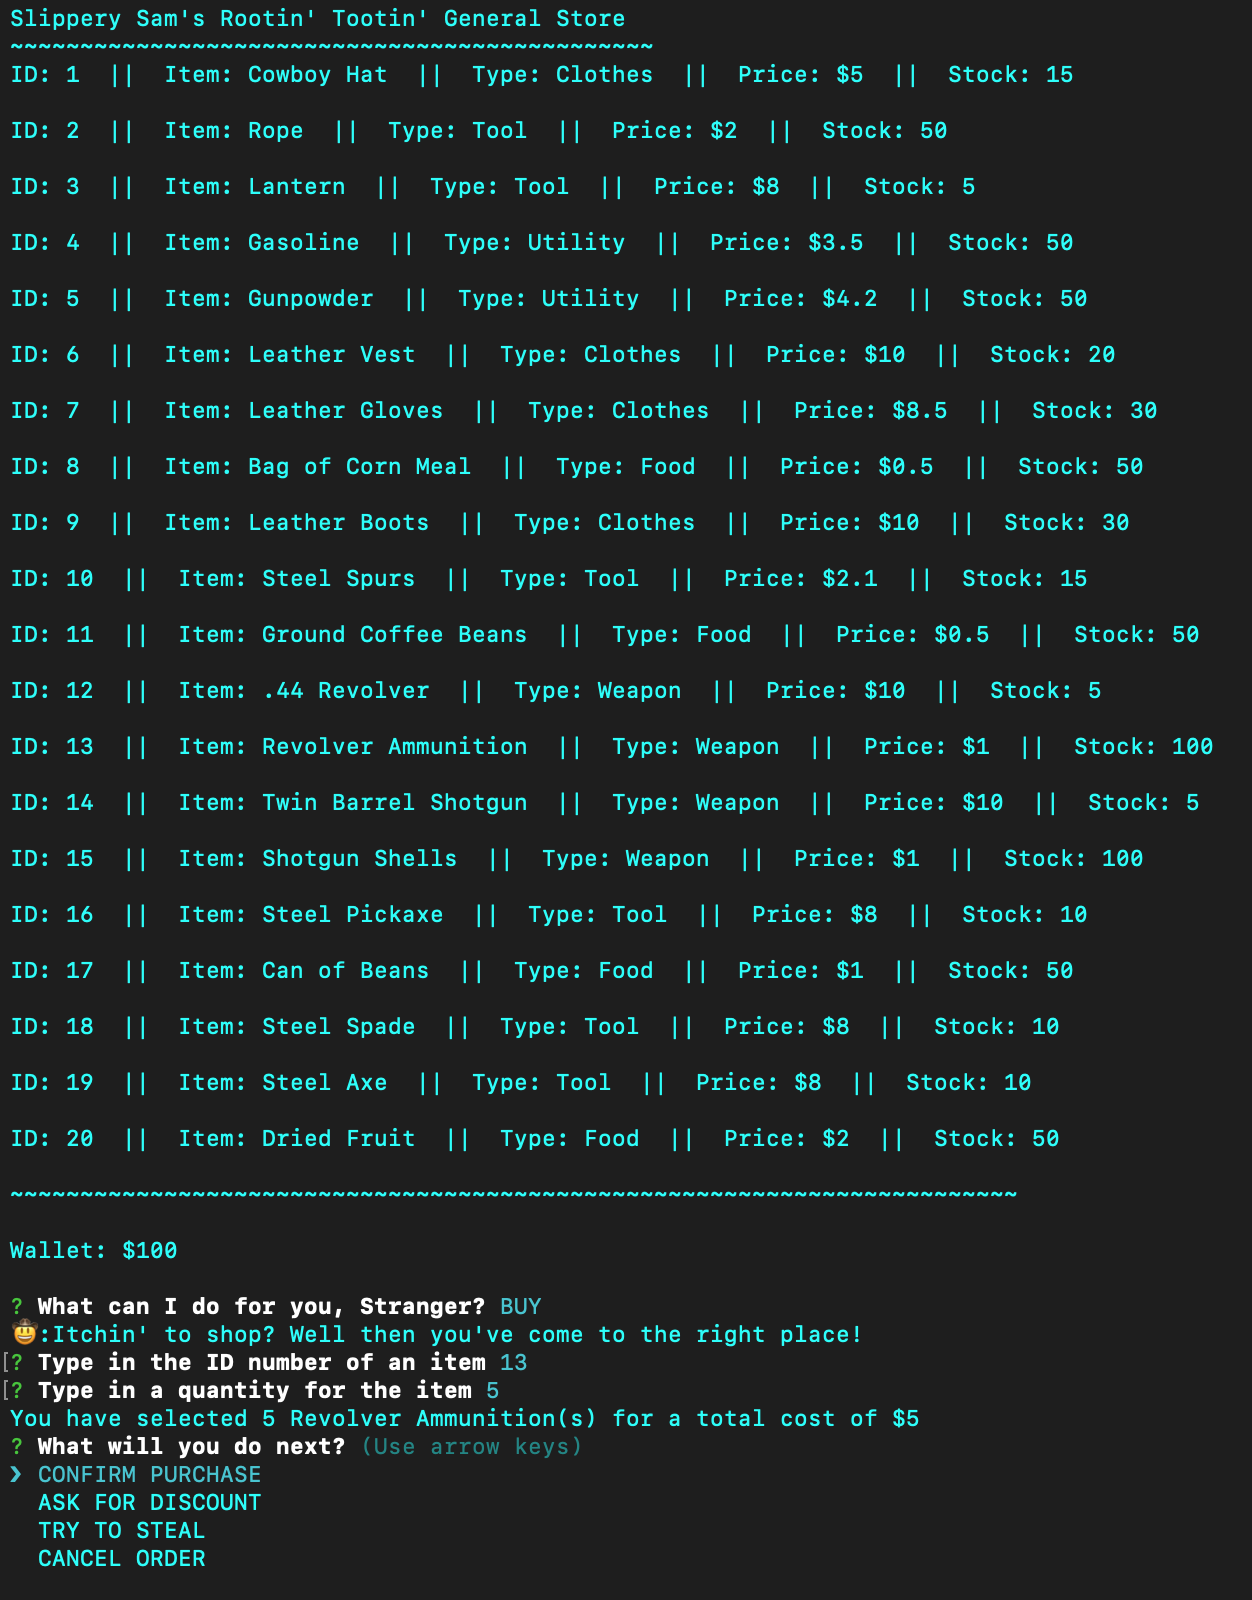 Slippery Sam's Rootin' Tootin' General Store
~~~~~~~~~~~~~~~~~~~~~~~~~~~~~~~~~~~~~~~~~~~~~~
ID: 1  ||  Item: Cowboy Hat  ||  Type: Clothes  ||  Price: $5  ||  Stock: 15
ID: 2  ||  Item: Rope  ||  Type: Tool  ||  Price: $2  ||  Stock: 50
ID: 3  ||  Item: Lantern  ||  Type: Tool  ||  Price: $8  ||  Stock: 5
ID: 4  ||  Item: Gasoline  ||  Type: Utility  ||  Price: $3.5  ||  Stock: 50
ID: 5  ||  Item: Gunpowder  ||  Type: Utility  ||  Price: $4.2  ||  Stock: 50
ID: 6  ||  Item: Leather Vest  ||  Type: Clothes  ||  Price: $10  ||  Stock: 20
ID: 7  ||  Item: Leather Gloves  ||  Type: Clothes  ||  Price: $8.5  ||  Stock: 30
ID: 8  ||  Item: Bag of Corn Meal  ||  Type: Food  ||  Price: $0.5  ||  Stock: 50
ID: 9  ||  Item: Leather Boots  ||  Type: Clothes  ||  Price: $10  ||  Stock: 30
ID: 10  ||  Item: Steel Spurs  ||  Type: Tool  ||  Price: $2.1  ||  Stock: 15
ID: 11  ||  Item: Ground Coffee Beans  ||  Type: Food  ||  Price: $0.5  ||  Stock: 50
ID: 12  ||  Item: .44 Revolver  ||  Type: Weapon  ||  Price: $10  ||  Stock: 5
ID: 13  ||  Item: Revolver Ammunition  ||  Type: Weapon  ||  Price: $1  ||  Stock: 100
ID: 14  ||  Item: Twin Barrel Shotgun  ||  Type: Weapon  ||  Price: $10  ||  Stock: 5
ID: 15  ||  Item: Shotgun Shells  ||  Type: Weapon  ||  Price: $1  ||  Stock: 100
ID: 16  ||  Item: Steel Pickaxe  ||  Type: Tool  ||  Price: $8  ||  Stock: 10
ID: 17  ||  Item: Can of Beans  ||  Type: Food  ||  Price: $1  ||  Stock: 50
ID: 18  ||  Item: Steel Spade  ||  Type: Tool  ||  Price: $8  ||  Stock: 10
ID: 19  ||  Item: Steel Axe  ||  Type: Tool  ||  Price: $8  ||  Stock: 10
ID: 20  ||  Item: Dried Fruit  ||  Type: Food  ||  Price: $2  ||  Stock: 50
~~~~~~~~~~~~~~~~~~~~~~~~~~~~~~~~~~~~~~~~~~~~~~~~~~~~~~~~~~~~~~~~~~~~~~~~
Wallet: $100
? What can I do for you, Stranger? BUY
🤠:Itchin' to shop? Well then you've come to the right place!
[? Type in the ID number of an item 13
[? Type in a quantity for the item 5
You have selected 5 Revolver Ammunition(s) for a total cost of $5
? What will you do next? (Use arrow keys)
❯ CONFIRM PURCHASE
ASK FOR DISCOUNT
TRY TO STEAL
CANCEL ORDER